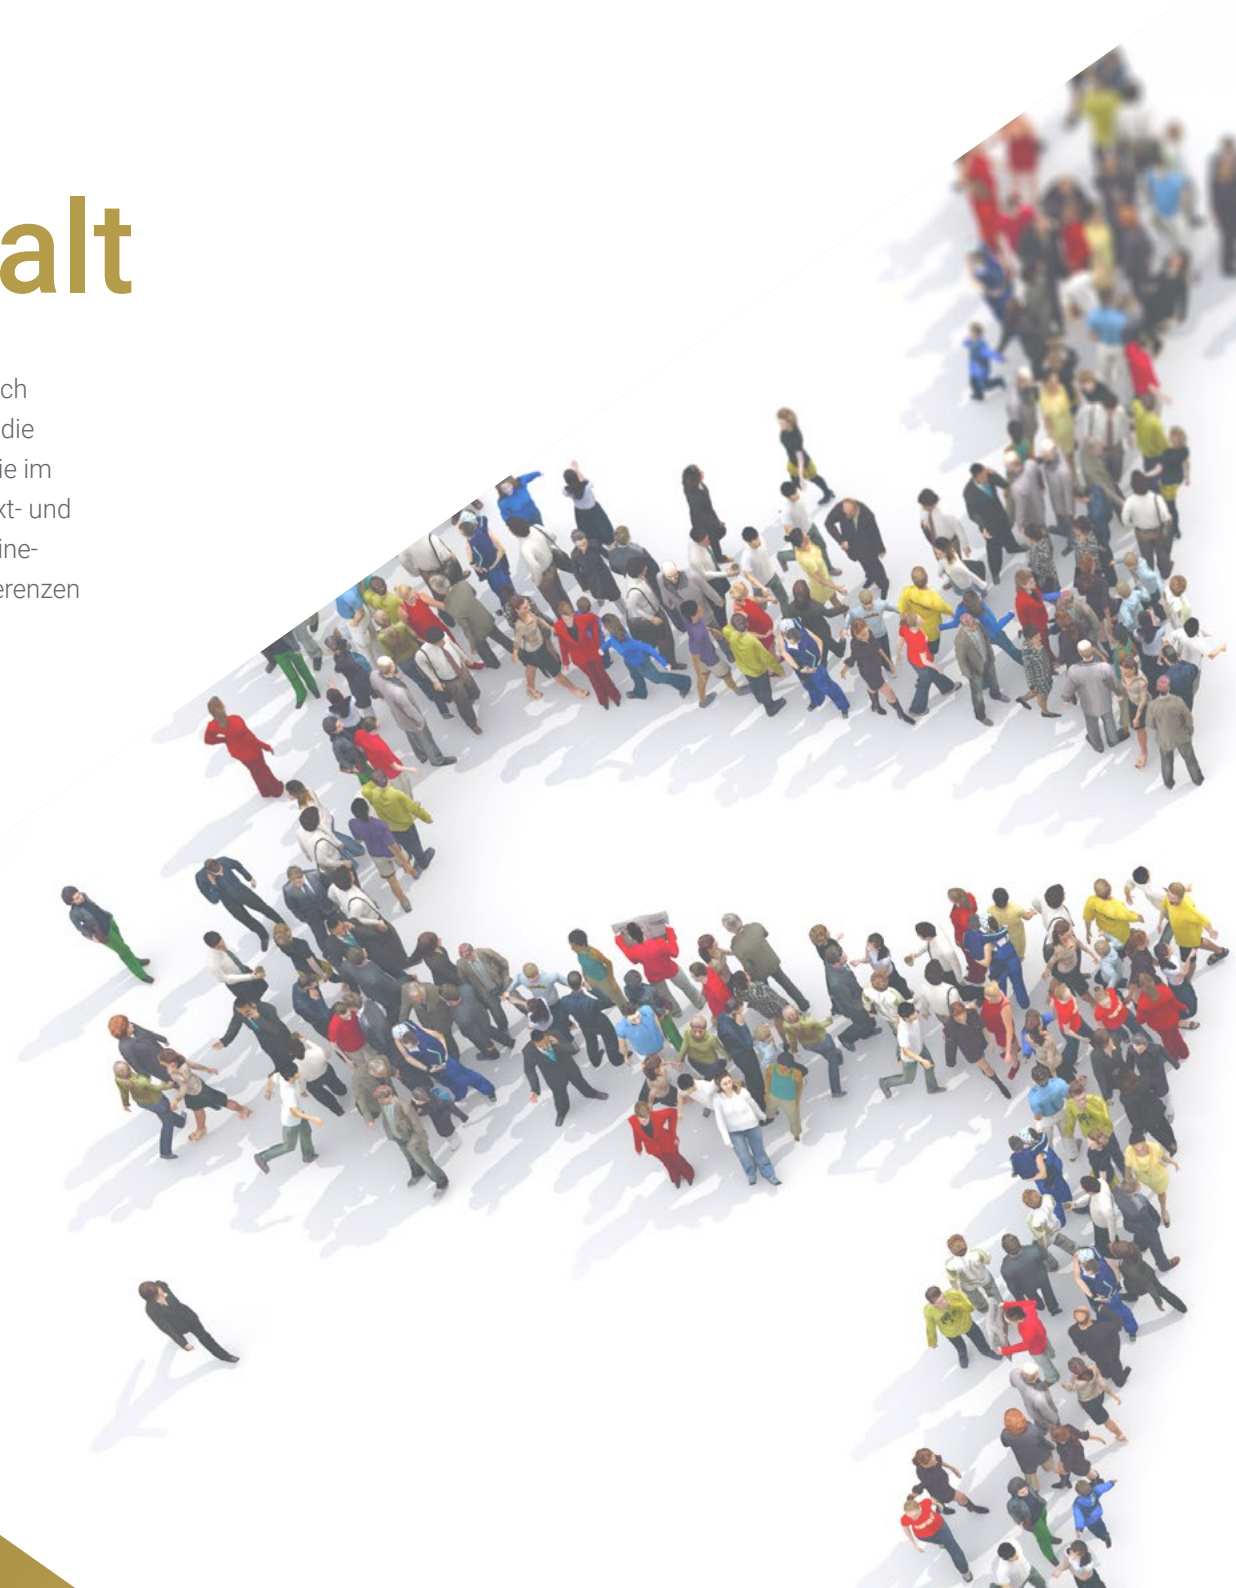 alt
ch
die
ie im
xt- und
ine-
erenzen